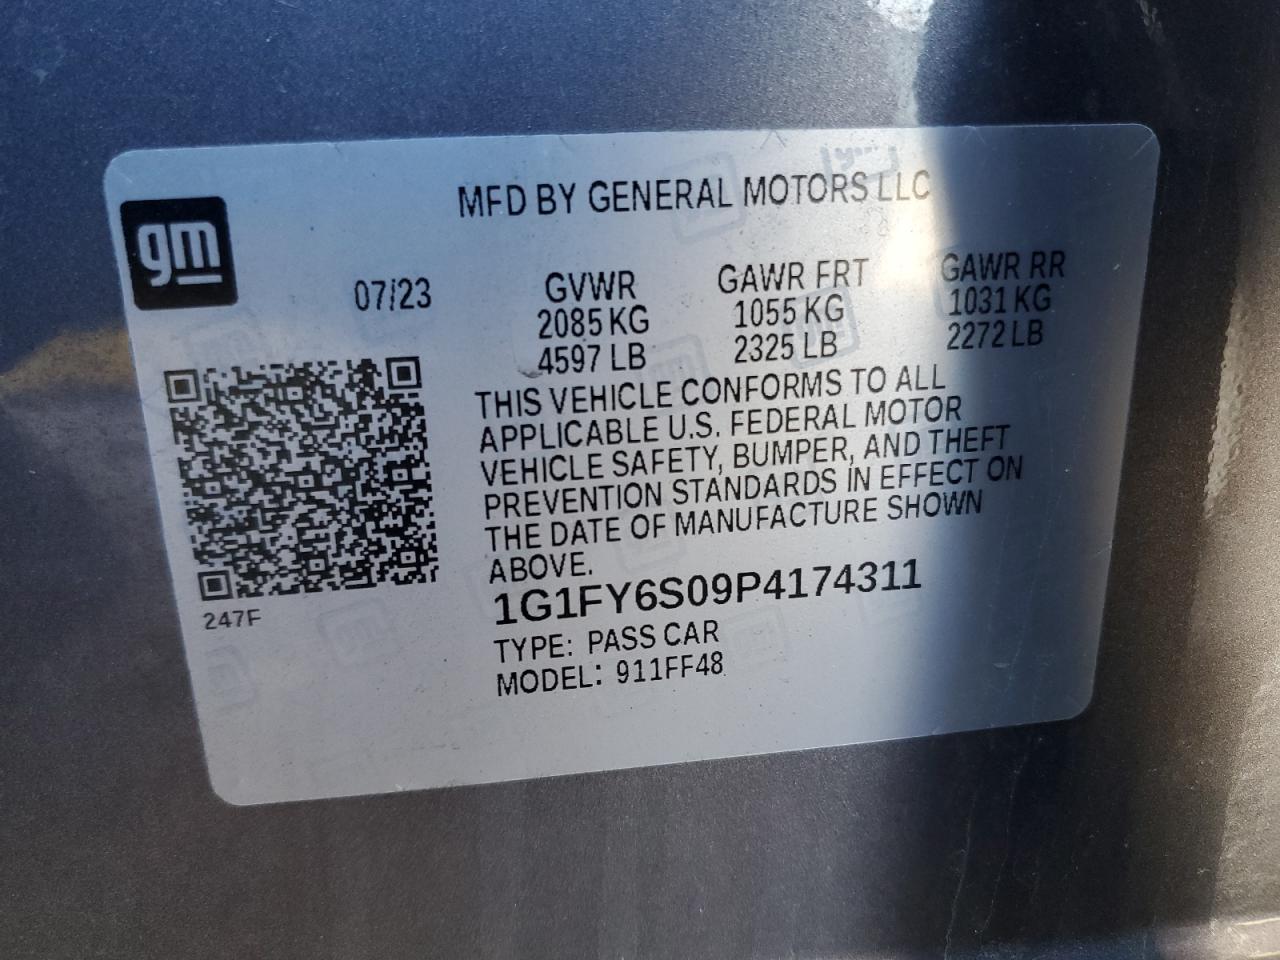 MFD BY GENERAL MOTORS LLC
gm
07/23
GVWR GAWR FRT GAWR RR
2085 KG 1055 KG 1031 KG
4597 LB 2325 LB 2272 LB
THIS VEHICLE CONFORMS TO ALL
APPLICABLE U.S. FEDERAL MOTOR
VEHICLE SAFETY, BUMPER, AND THEFT
PREVENTION STANDARDS IN EFFECT ON
THE DATE OF MANUFACTURE SHOWN
ABOVE.
1G1FY6S09P4174311
247F
TYPE: PASS CAR
MODEL: 911FF48